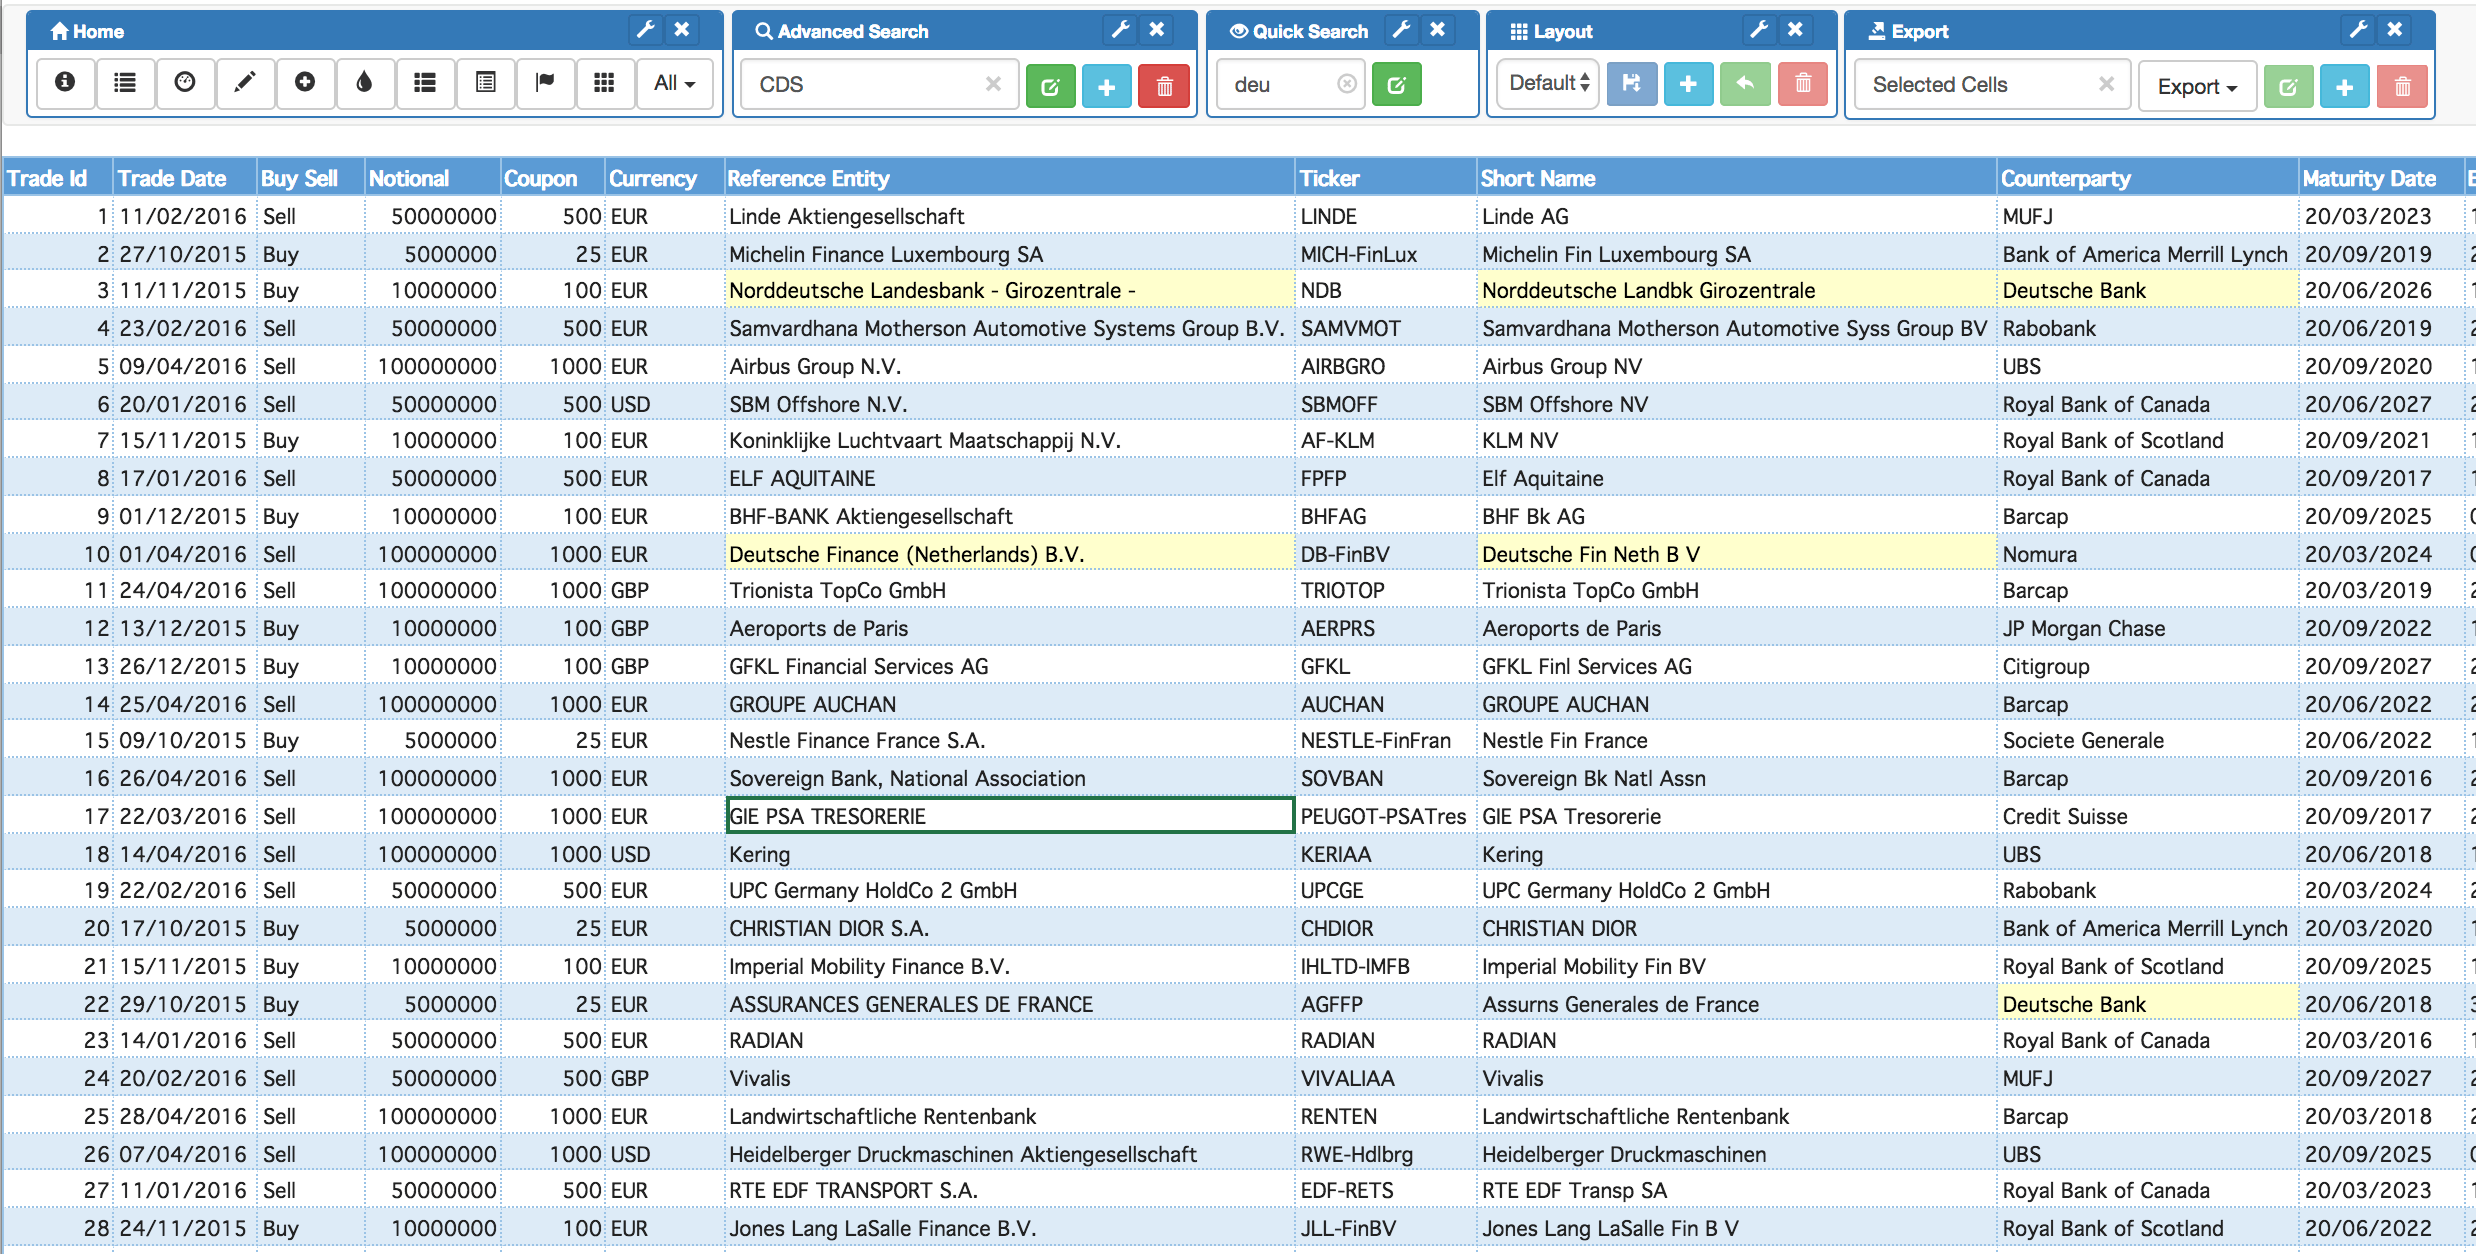 Home Advanced Search Quick Search Layout Export
All CDS deu Default Selected Cells Export
Trade Id Trade Date Buy Sell Notional Coupon Currency Reference Entity Ticker Short Name Counterparty Maturity Date
1 11/02/2016 Sell 50000000 500 EUR Linde Aktiengesellschaft LINDE Linde AG MUFJ 20/03/2023
2 27/10/2015 Buy 5000000 25 EUR Michelin Finance Luxembourg SA MICH-FinLux Michelin Fin Luxembourg SA Bank of America Merrill Lynch 20/09/2019
3 11/11/2015 Buy 10000000 100 EUR Norddeutsche Landesbank - Girozentrale - NDB Norddeutsche Landbk Girozentrale Deutsche Bank 20/06/2026
4 23/02/2016 Sell 50000000 500 EUR Samvardhana Motherson Automotive Systems Group B.V. SAMVMOT Samvardhana Motherson Automotive Syss Group BV Rabobank 20/06/2019
5 09/04/2016 Sell 100000000 1000 EUR Airbus Group N.V. AIRBGRO Airbus Group NV UBS 20/09/2020
6 20/01/2016 Sell 50000000 500 USD SBM Offshore N.V. SBMOFF SBM Offshore NV Royal Bank of Canada 20/06/2027
7 15/11/2015 Buy 10000000 100 EUR Koninklijke Luchtvaart Maatschappij N.V. AF-KLM KLM NV Royal Bank of Scotland 20/09/2021
8 17/01/2016 Sell 50000000 500 EUR ELF AQUITAINE FPFP Elf Aquitaine Royal Bank of Canada 20/09/2017
9 01/12/2015 Buy 10000000 100 EUR BHF-BANK Aktiengesellschaft BHFAG BHF Bk AG Barcap 20/09/2025
10 01/04/2016 Sell 100000000 1000 EUR Deutsche Finance (Netherlands) B.V. DB-FinBV Deutsche Fin Neth B V Nomura 20/03/2024
11 24/04/2016 Sell 100000000 1000 GBP Trionista TopCo GmbH TRIOTOP Trionista TopCo GmbH Barcap 20/03/2019
12 13/12/2015 Buy 10000000 100 GBP Aeroports de Paris AERPRS Aeroports de Paris JP Morgan Chase 20/09/2022
13 26/12/2015 Buy 10000000 100 GBP GFKL Financial Services AG GFKL GFKL Finl Services AG Citigroup 20/09/2027
14 25/04/2016 Sell 100000000 1000 EUR GROUPE AUCHAN AUCHAN GROUPE AUCHAN Barcap 20/06/2022
15 09/10/2015 Buy 5000000 25 EUR Nestle Finance France S.A. NESTLE-FinFran Nestle Fin France Societe Generale 20/06/2022
16 26/04/2016 Sell 100000000 1000 EUR Sovereign Bank, National Association SOVBAN Sovereign Bk Natl Assn Barcap 20/09/2016
17 22/03/2016 Sell 100000000 1000 EUR GIE PSA TRESORERIE PEUGOT-PSATres GIE PSA Tresorerie Credit Suisse 20/09/2017
18 14/04/2016 Sell 100000000 1000 USD Kering KERIAA Kering UBS 20/06/2018
19 22/02/2016 Sell 50000000 500 EUR UPC Germany HoldCo 2 GmbH UPCGE UPC Germany HoldCo 2 GmbH Rabobank 20/03/2024
20 17/10/2015 Buy 5000000 25 EUR CHRISTIAN DIOR S.A. CHDIOR CHRISTIAN DIOR Bank of America Merrill Lynch 20/03/2020
21 15/11/2015 Buy 10000000 100 EUR Imperial Mobility Finance B.V. IHLTD-IMFB Imperial Mobility Fin BV Royal Bank of Scotland 20/09/2025
22 29/10/2015 Buy 5000000 25 EUR ASSURANCES GENERALES DE FRANCE AGFFP Assurns Generales de France Deutsche Bank 20/06/2018
23 14/01/2016 Sell 50000000 500 EUR RADIAN RADIAN RADIAN Royal Bank of Canada 20/03/2016
24 20/02/2016 Sell 50000000 500 GBP Vivalis VIVALIAA Vivalis MUFJ 20/09/2027
25 28/04/2016 Sell 100000000 1000 EUR Landwirtschaftliche Rentenbank RENTEN Landwirtschaftliche Rentenbank Barcap 20/03/2018
26 07/04/2016 Sell 100000000 1000 USD Heidelberger Druckmaschinen Aktiengesellschaft RWE-Hdlbrg Heidelberger Druckmaschinen UBS 20/09/2025
27 11/01/2016 Sell 50000000 500 EUR RTE EDF TRANSPORT S.A. EDF-RETS RTE EDF Transp SA Royal Bank of Canada 20/03/2023
28 24/11/2015 Buy 10000000 100 EUR Jones Lang LaSalle Finance B.V. JLL-FinBV Jones Lang LaSalle Fin B V Royal Bank of Scotland 20/06/2022